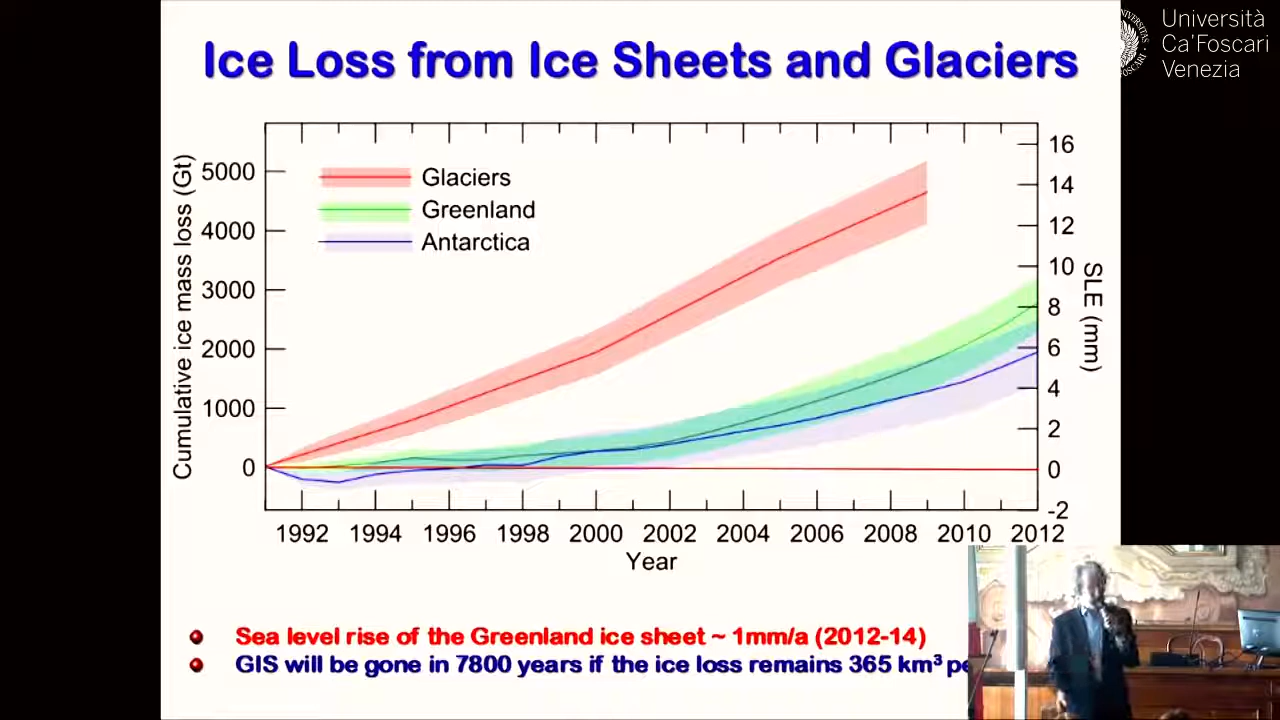 Ice Loss from Ice Sheets and Glaciers
Università
Ca'Foscari
Venezia
Cumulative ice mass loss (Gt)
5000
4000
3000
2000
1000
0
Glaciers
Greenland
Antarctica
16
14
12
10
8
6
4
2
0
-2
SLE (mm)
1992 1994 1996 1998 2000 2002 2004 2006 2008 2010 2012
Year
Sea level rise of the Greenland ice sheet ~ 1mm/a (2012-14)
GIS will be gone in 7800 years if the ice loss remains 365 km³ pe